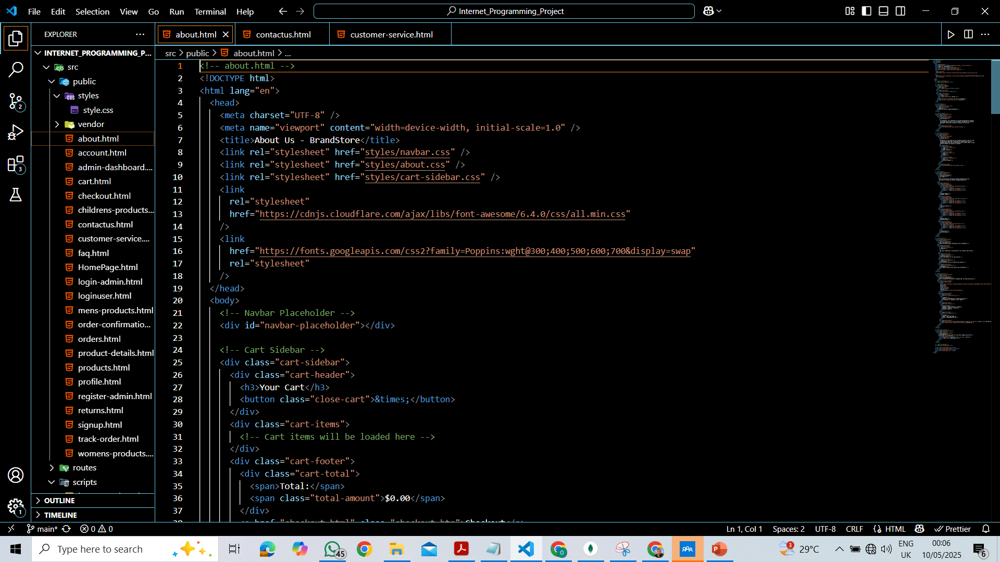 File Edit Selection View Go Run Terminal Help
Internet_Programming_Project
EXPLORER
about.html
contactus.html
customer-service.html
INTERNET_PROGRAMMING_P...
src > public > about.html > ...
src
public
styles
style.css
vendor
about.html
account.html
admin-dashboard....
cart.html
checkout.html
childrens-products...
contactus.html
customer-service....
faq.html
HomePage.html
login-admin.html
loginuser.html
mens-products.html
order-confirmatio...
orders.html
product-details.html
products.html
profile.html
register-admin.html
returns.html
signup.html
track-order.html
womens-products....
routes
scripts
OUTLINE
TIMELINE
2
3
1
1 <!-- about.html -->
2 <!DOCTYPE html>
3 <html lang="en">
4 <head>
5 <meta charset="UTF-8" />
6 <meta name="viewport" content="width=device-width, initial-scale=1.0" />
7 <title>About Us - BrandStore</title>
8 <link rel="stylesheet" href="styles/navbar.css" />
9 <link rel="stylesheet" href="styles/about.css" />
10 <link rel="stylesheet" href="styles/cart-sidebar.css" />
11 <link
12 rel="stylesheet"
13 href="https://cdnjs.cloudflare.com/ajax/libs/font-awesome/6.4.0/css/all.min.css"
14 />
15 <link
16 href="https://fonts.googleapis.com/css2?family=Poppins:wght@300;400;500;600;700&display=swap"
17 rel="stylesheet"
18 />
19 </head>
20 <body>
21 <!-- Navbar Placeholder -->
22 <div id="navbar-placeholder"></div>
23
24 <!-- Cart Sidebar -->
25 <div class="cart-sidebar">
26 <div class="cart-header">
27 <h3>Your Cart</h3>
28 <button class="close-cart">&times;</button>
29 </div>
30 <div class="cart-items">
31 <!-- Cart items will be loaded here -->
32 </div>
33 <div class="cart-footer">
34 <div class="cart-total">
35 <span>Total:</span>
36 <span class="total-amount">$0.00</span>
37 </div>
main* 0 0
Ln 1, Col 1 Spaces: 2 UTF-8 CRLF HTML Prettier
Type here to search
45
3
29°C
ENG
UK
00:06
10/05/2025
6